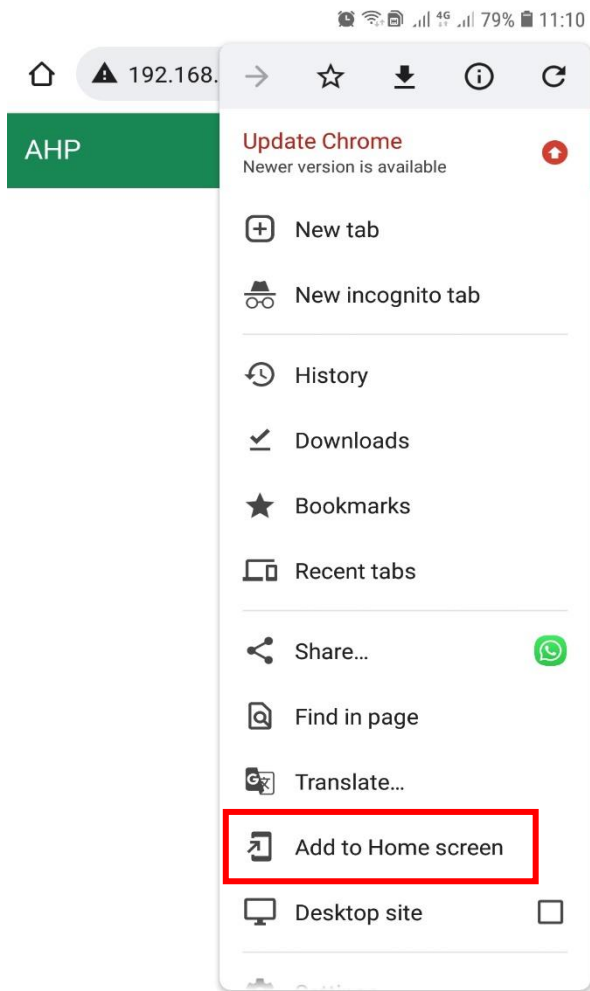 4G 79% 11:10
192.168.
AHP
Update Chrome
Newer version is available
New tab
New incognito tab
History
Downloads
Bookmarks
Recent tabs
Share...
Find in page
Translate...
Add to Home screen
Desktop site